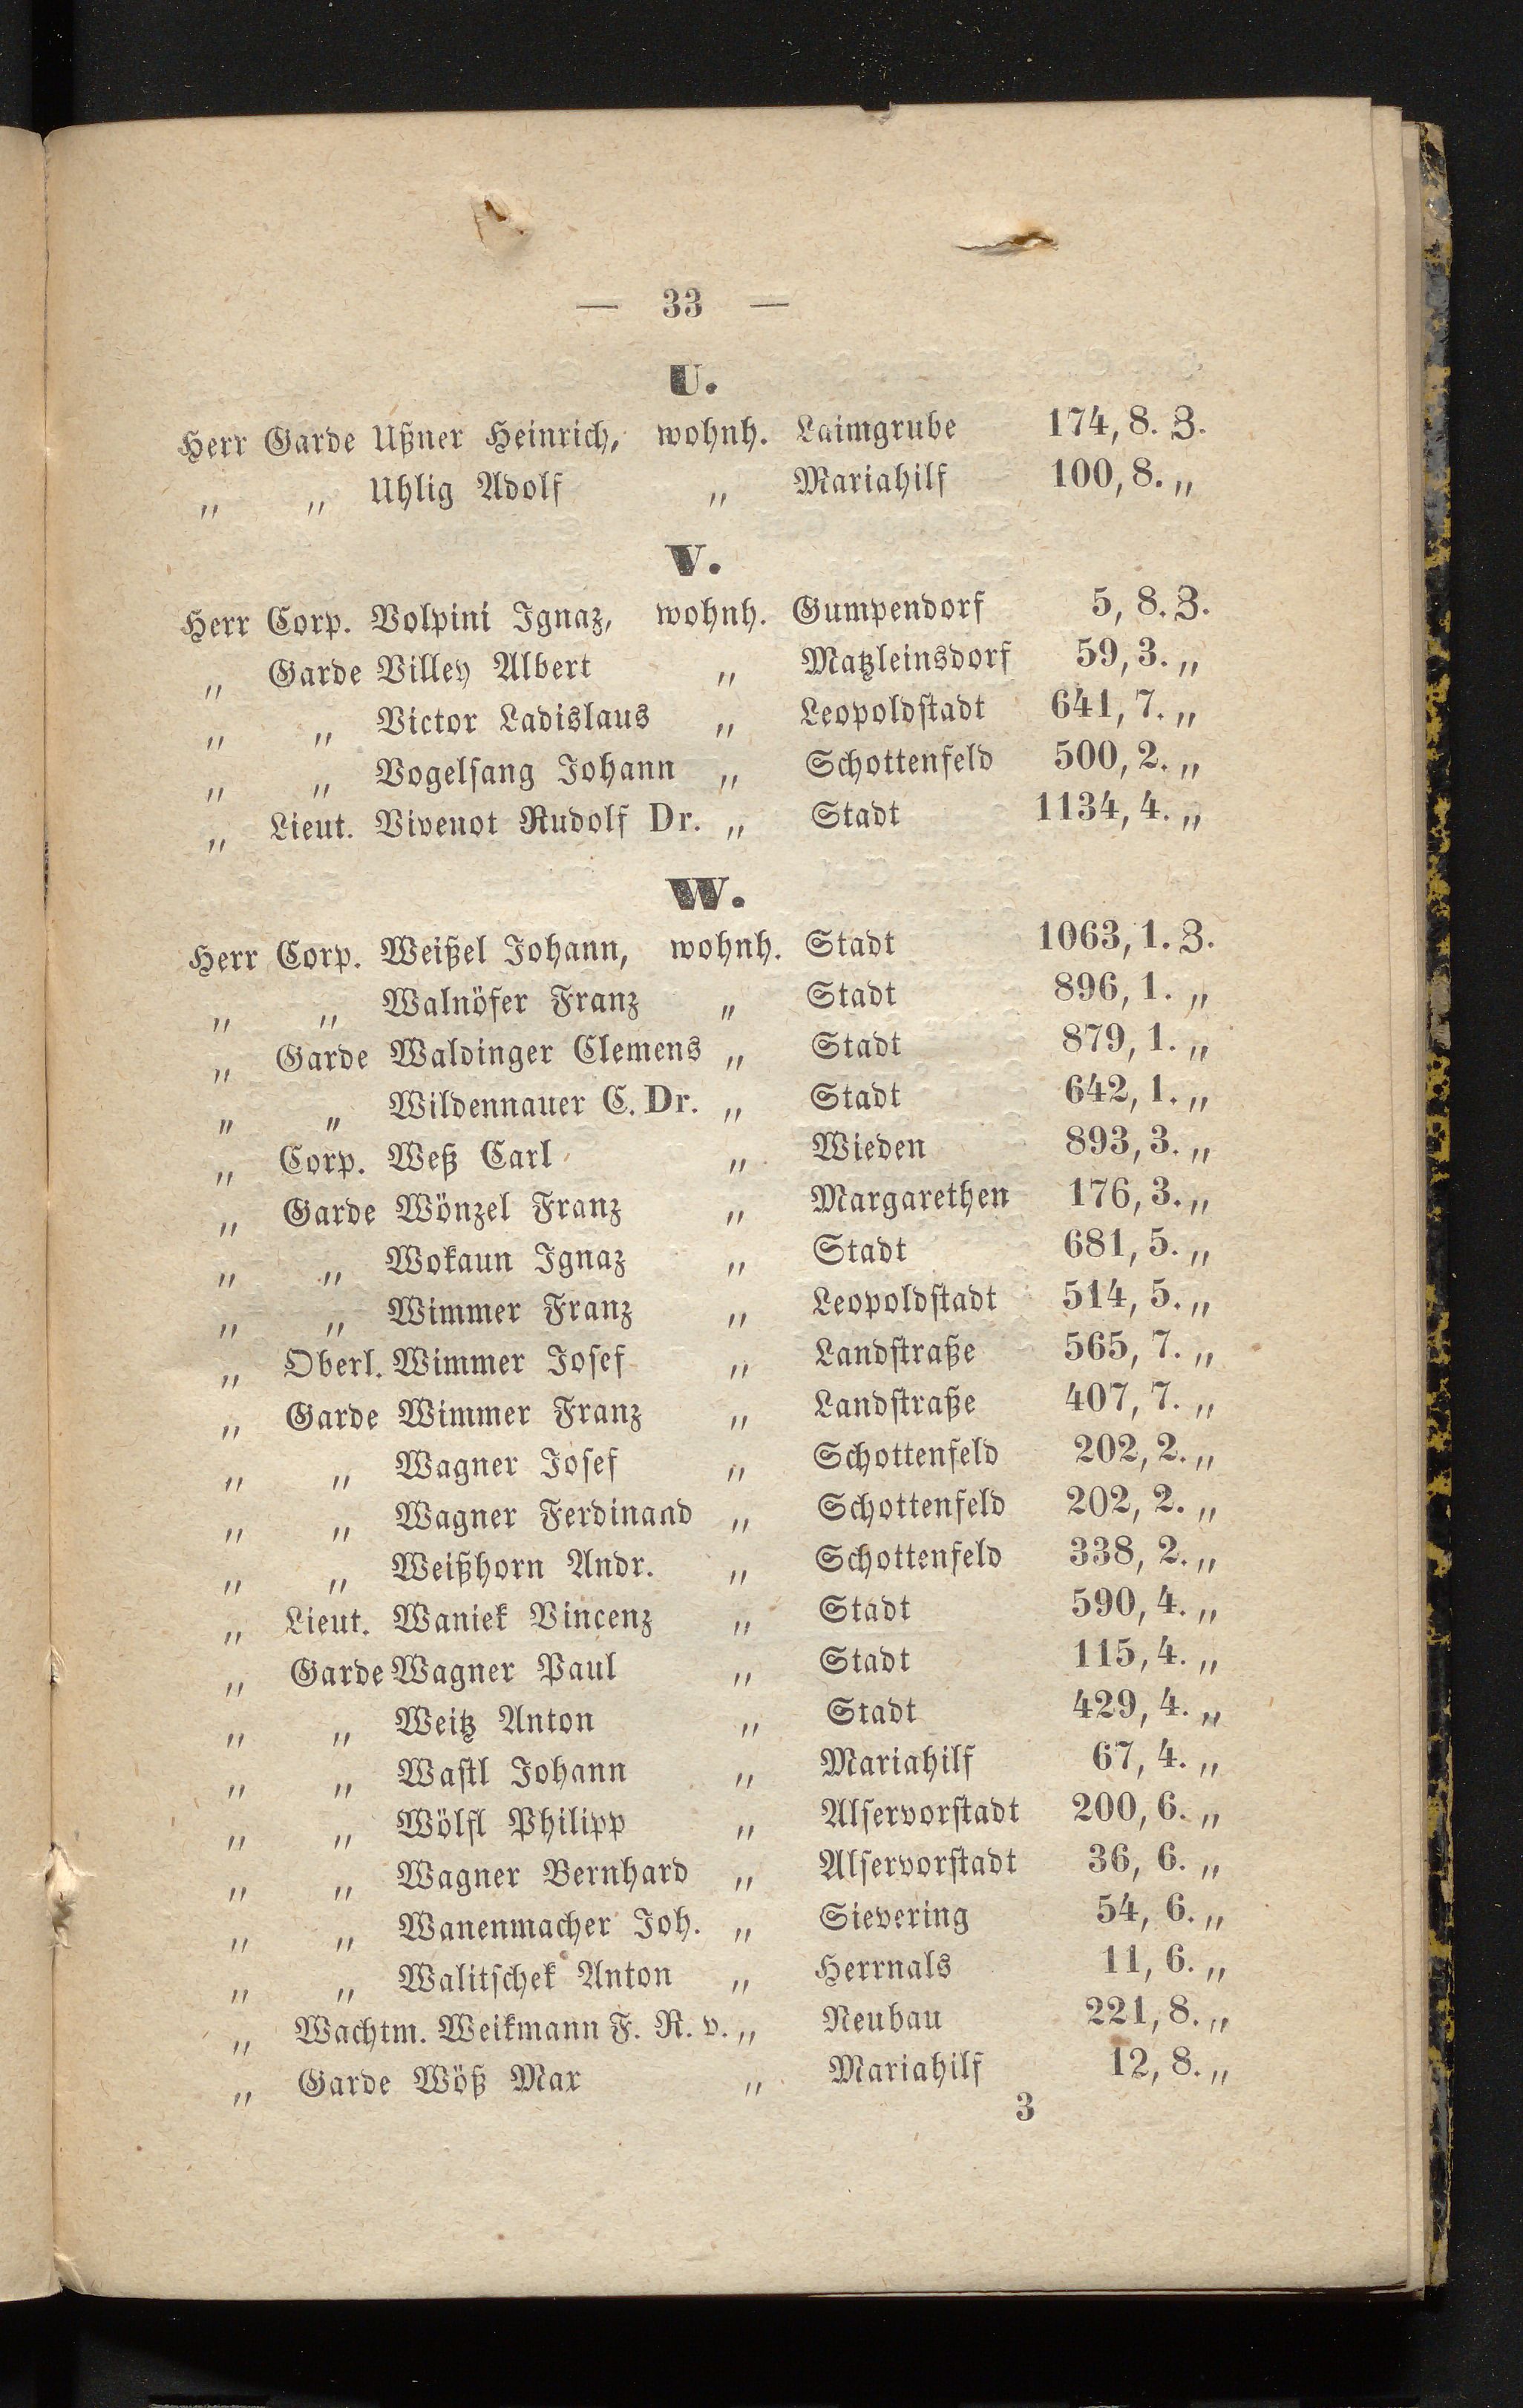 — 33 —
U.
Herr Garde Ußner Heinrich, wohnh. Laimgrube 174, 8. Z.
„ „ Uhlig Adolf „ Mariahilf 100, 8. „
V.
Herr Corp. Volpini Ignaz, wohnh. Gumpendorf 5, 8. Z.
„ Garde Villey Albert „ Matzleinsdorf 59, 3. „
„ „ Victor Ladislaus „ Leopoldstadt 641, 7. „
„ „ Vogelsang Johann „ Schottenfeld 500, 2. „
„ Lieut. Vivenot Rudolf Dr. „ Stadt 1134, 4. „
W.
Herr Corp. Weißel Johann, wohnh. Stadt 1063, 1. Z.
„ „ Walnöfer Franz „ Stadt 896, 1. „
„ Garde Waldinger Clemens „ Stadt 879, 1. „
„ „ Wildennauer C. Dr. „ Stadt 642, 1. „
„ Corp. Weß Carl „ Wieden 893, 3. „
„ Garde Wönzel Franz „ Margarethen 176, 3. „
„ „ Wokaun Ignaz „ Stadt 681, 5. „
„ „ Wimmer Franz „ Leopoldstadt 514, 5. „
„ Oberl. Wimmer Josef „ Landstraße 565, 7. „
„ Garde Wimmer Franz „ Landstraße 407, 7. „
„ „ Wagner Josef „ Schottenfeld 202, 2. „
„ „ Wagner Ferdinaad „ Schottenfeld 202, 2. „
„ „ Weißhorn Andr. „ Schottenfeld 338, 2. „
„ Lieut. Waniek Vincenz „ Stadt 590, 4. „
„ Garde Wagner Paul „ Stadt 115, 4. „
„ „ Weitz Anton „ Stadt 429, 4. „
„ „ Wastl Johann „ Mariahilf 67, 4. „
„ „ Wölfl Philipp „ Alservorstadt 200, 6. „
„ „ Wagner Bernhard „ Alservorstadt 36, 6. „
„ „ Wanenmacher Joh. „ Sievering 54, 6. „
„ „ Walitschek Anton „ Herrnals 11, 6. „
„ Wachtm. Weikmann F. R. v. „ Neubau 221, 8. „
„ Garde Wöß Max „ Mariahilf 12, 8. „
3